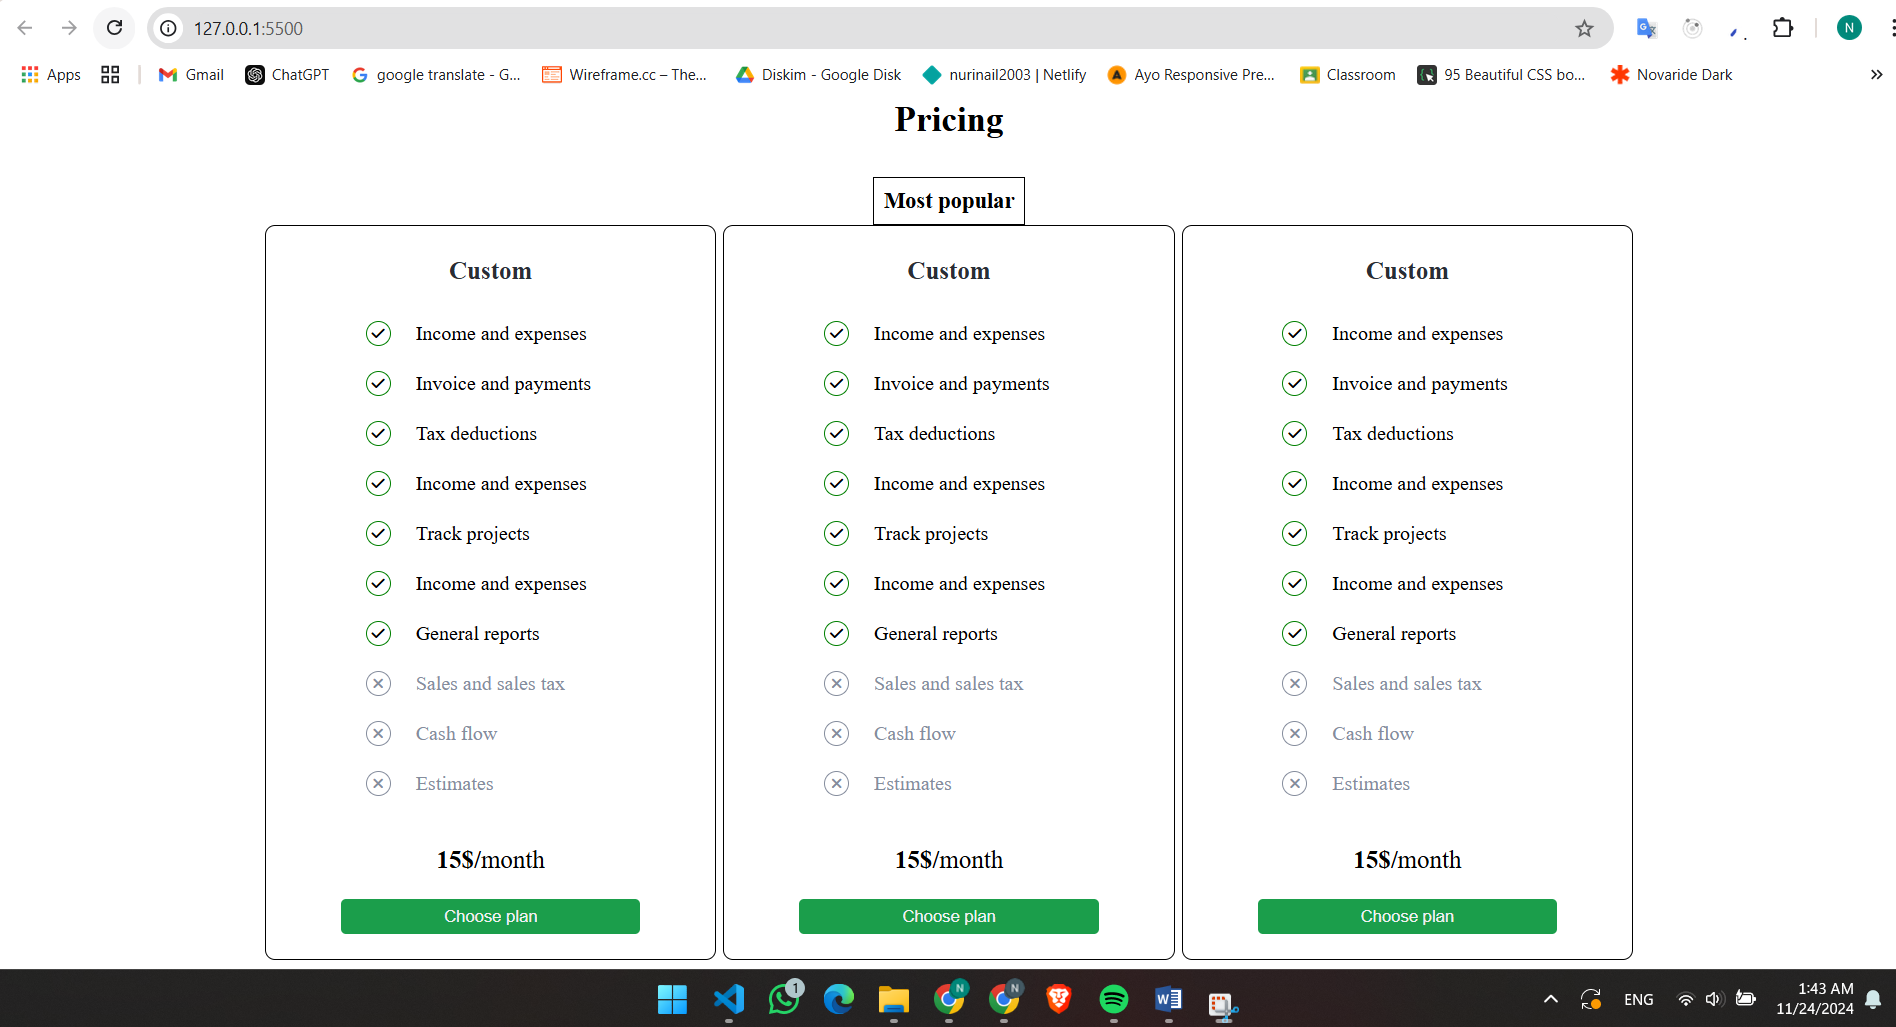 127.0.0.1:5500
N
Apps
Gmail
ChatGPT
google translate - G...
Wireframe.cc – The...
Diskim - Google Disk
nurinail2003 | Netlify
Ayo Responsive Pre...
Classroom
95 Beautiful CSS bo...
Novaride Dark
Pricing
Most popular
Custom
Income and expenses
Invoice and payments
Tax deductions
Income and expenses
Track projects
Income and expenses
General reports
Sales and sales tax
Cash flow
Estimates
15$/month
Choose plan
Custom
Income and expenses
Invoice and payments
Tax deductions
Income and expenses
Track projects
Income and expenses
General reports
Sales and sales tax
Cash flow
Estimates
15$/month
Choose plan
Custom
Income and expenses
Invoice and payments
Tax deductions
Income and expenses
Track projects
Income and expenses
General reports
Sales and sales tax
Cash flow
Estimates
15$/month
Choose plan
1
N
N
ENG
1:43 AM
11/24/2024